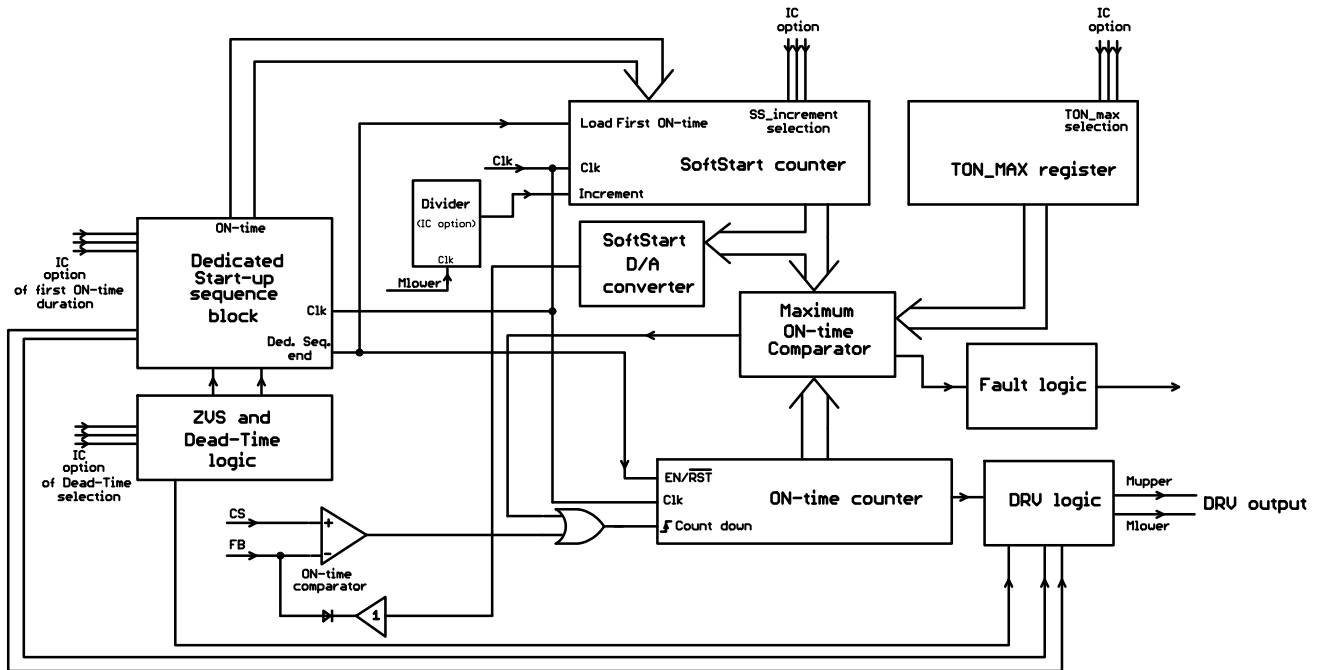 IC
option
IC
option
Load First ON-time
SS_increment
selection
Clk
Clk
SoftStart counter
Increment
TON_max
selection
TON_MAX register
Divider
(IC option)
Clk
Mlower
ON-time
Dedicated
Start-up
sequence
block
IC
option
of first ON-time
duration
Clk
Ded. Seq.
end
SoftStart
D/A
converter
Maximum
ON-time
Comparator
Fault logic
ZVS and
Dead-Time
logic
IC
option
of Dead-Time
selection
EN/RST
Clk
Count down
ON-time counter
DRV logic
Mupper
Mlower
DRV output
CS
FB
+
-
ON-time
comparator
1